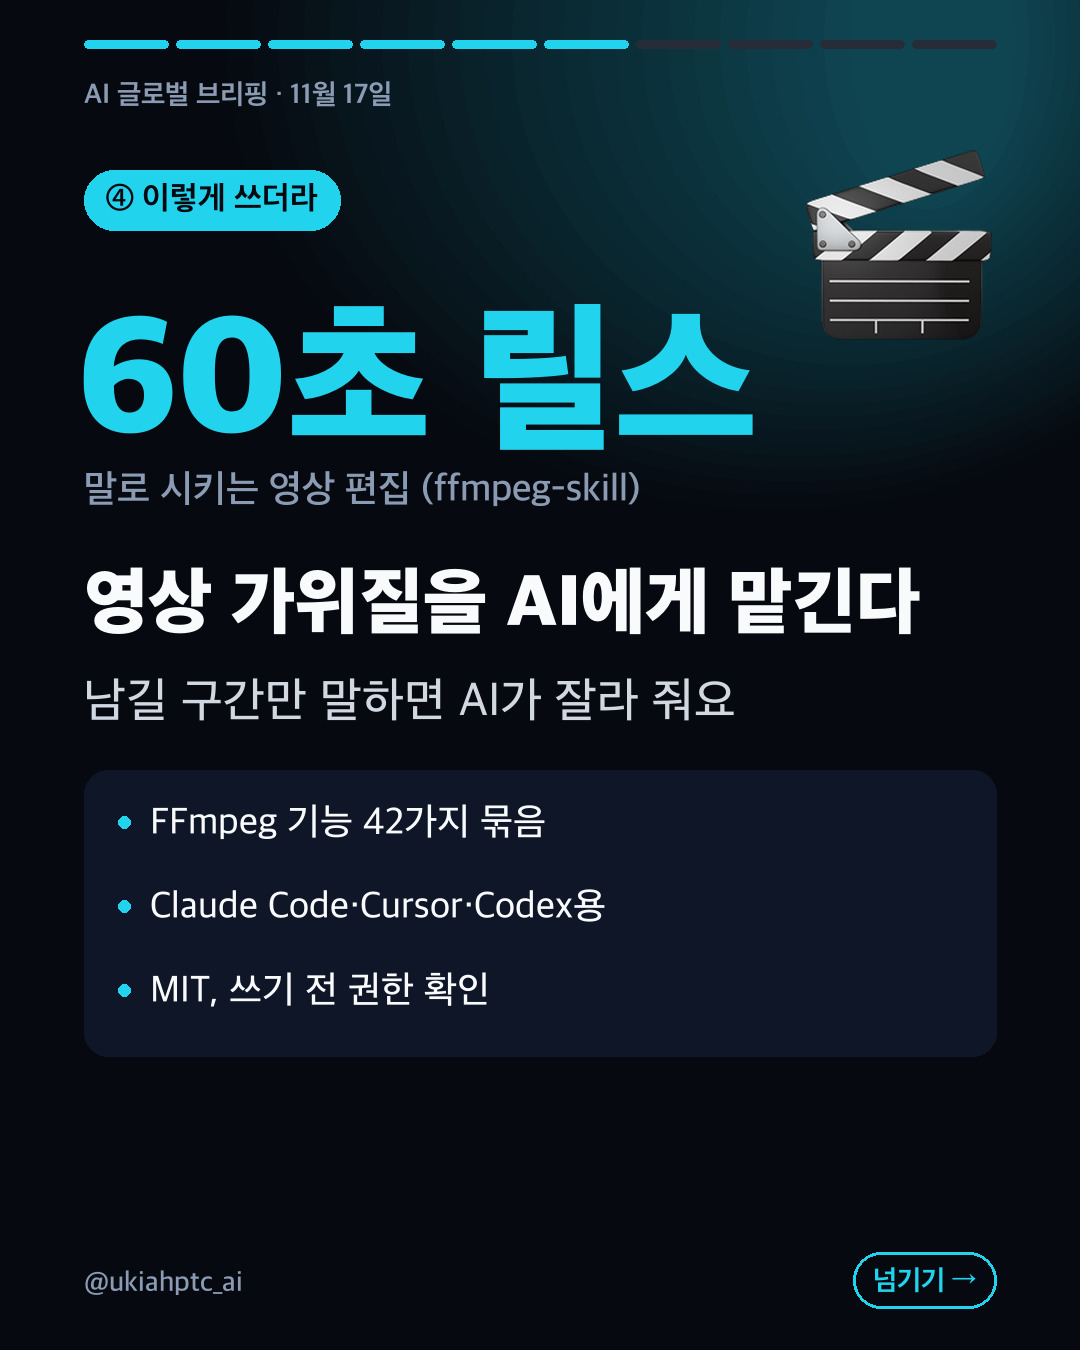 AI 글로벌 브리핑 · 11월 17일
④ 이렇게 쓰더라
60초 릴스
말로 시키는 영상 편집 (ffmpeg-skill)
영상 가위질을 AI에게 맡긴다
남길 구간만 말하면 AI가 잘라 줘요
• FFmpeg 기능 42가지 묶음
• Claude Code·Cursor·Codex용
• MIT, 쓰기 전 권한 확인
@ukiahptc_ai
넘기기 →